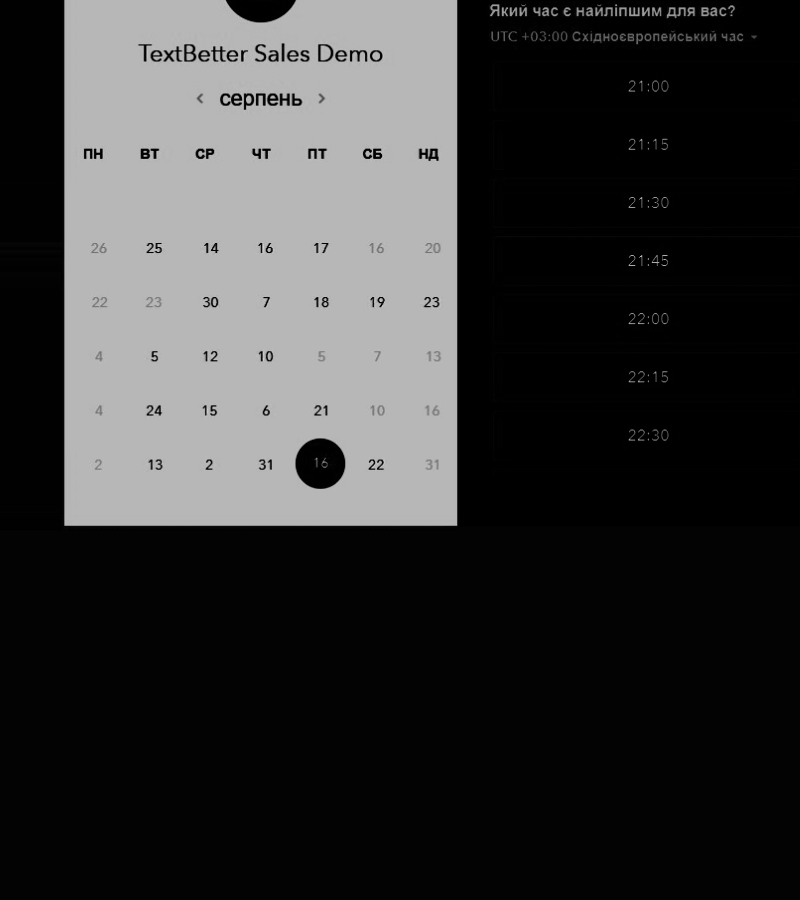 TextBetter Sales Demo
серпень
ПН ВТ СР ЧТ ПТ СБ НД
26 25 14 16 17 16 20
22 23 30 7 18 19 23
4 5 12 10 5 7 13
4 24 15 6 21 10 16
2 13 2 31 16 22 31
Який час є найліпшим для вас?
UTC +03:00 Східноєвропейський час
21:00
21:15
21:30
21:45
22:00
22:15
22:30